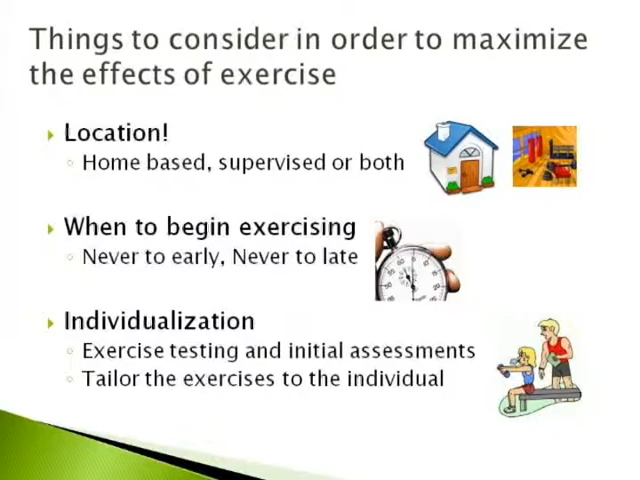 Things to consider in order to maximize
the effects of exercise
Location!
Home based, supervised or both
When to begin exercising
Never to early, Never to late
Individualization
Exercise testing and initial assessments
Tailor the exercises to the individual